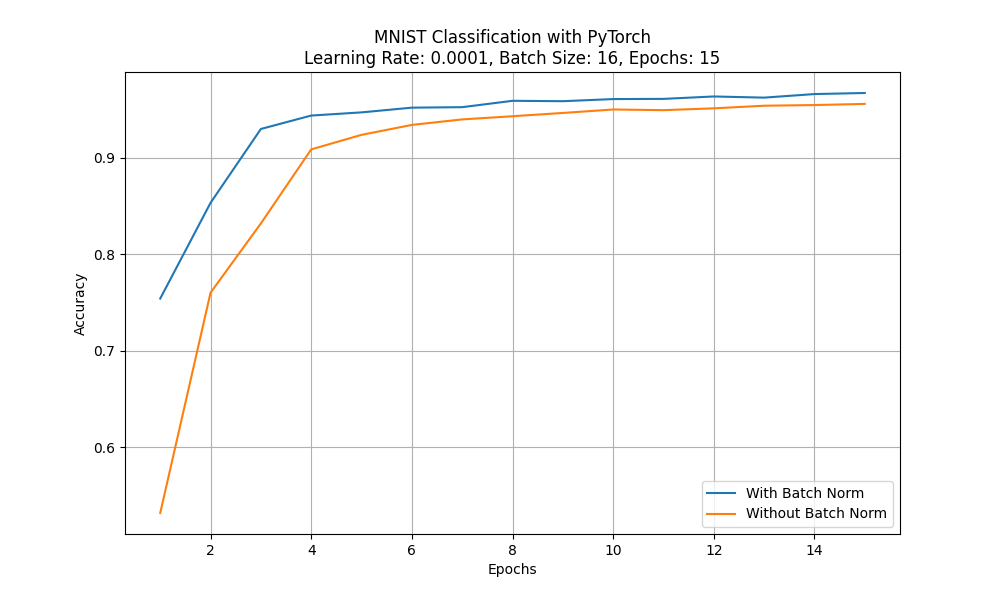 MNIST Classification with PyTorch
Learning Rate: 0.0001, Batch Size: 16, Epochs: 15
Accuracy
0.9
0.8
0.7
0.6
With Batch Norm
Without Batch Norm
2 4 6 8 10 12 14
Epochs